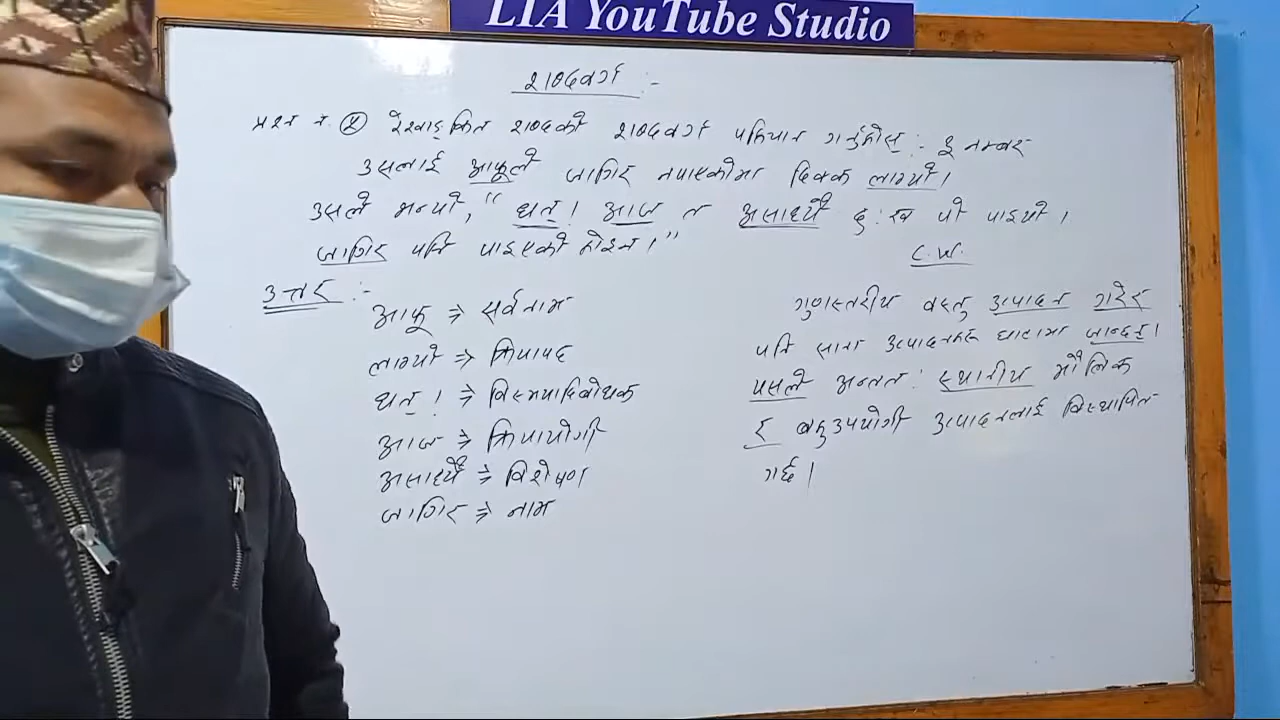 LIA YouTube Studio
शब्दवर्ग :-
प्रश्न नं. ५ रेखाङ्कित शब्दको शब्दवर्ग पहिचान गर्नुहोस् :- ३ नम्बर
उसलाई आफूले जागिर नपाएकोमा दिक्क लाग्यो।
उसले भन्यो, "धत्! आज त असाध्यै दुःख पो पाइयो।
जागिर पनि पाइएको होइन।"
C.W.
उत्तर :-
आफू ⇒ सर्वनाम
लाग्यो ⇒ क्रियापद
धत्! ⇒ विस्मयादिबोधक
आज ⇒ क्रियायोगी
असाध्यै ⇒ विशेषण
जागिर ⇒ नाम
गुणस्तरीय वस्तु उत्पादन गरेर
पनि साना उत्पादनकर घाटामा जान्छन्।
यसले अन्तत: स्थानीय मौलिक
र बहुउपयोगी उत्पादनलाई विस्थापित
गर्छ।